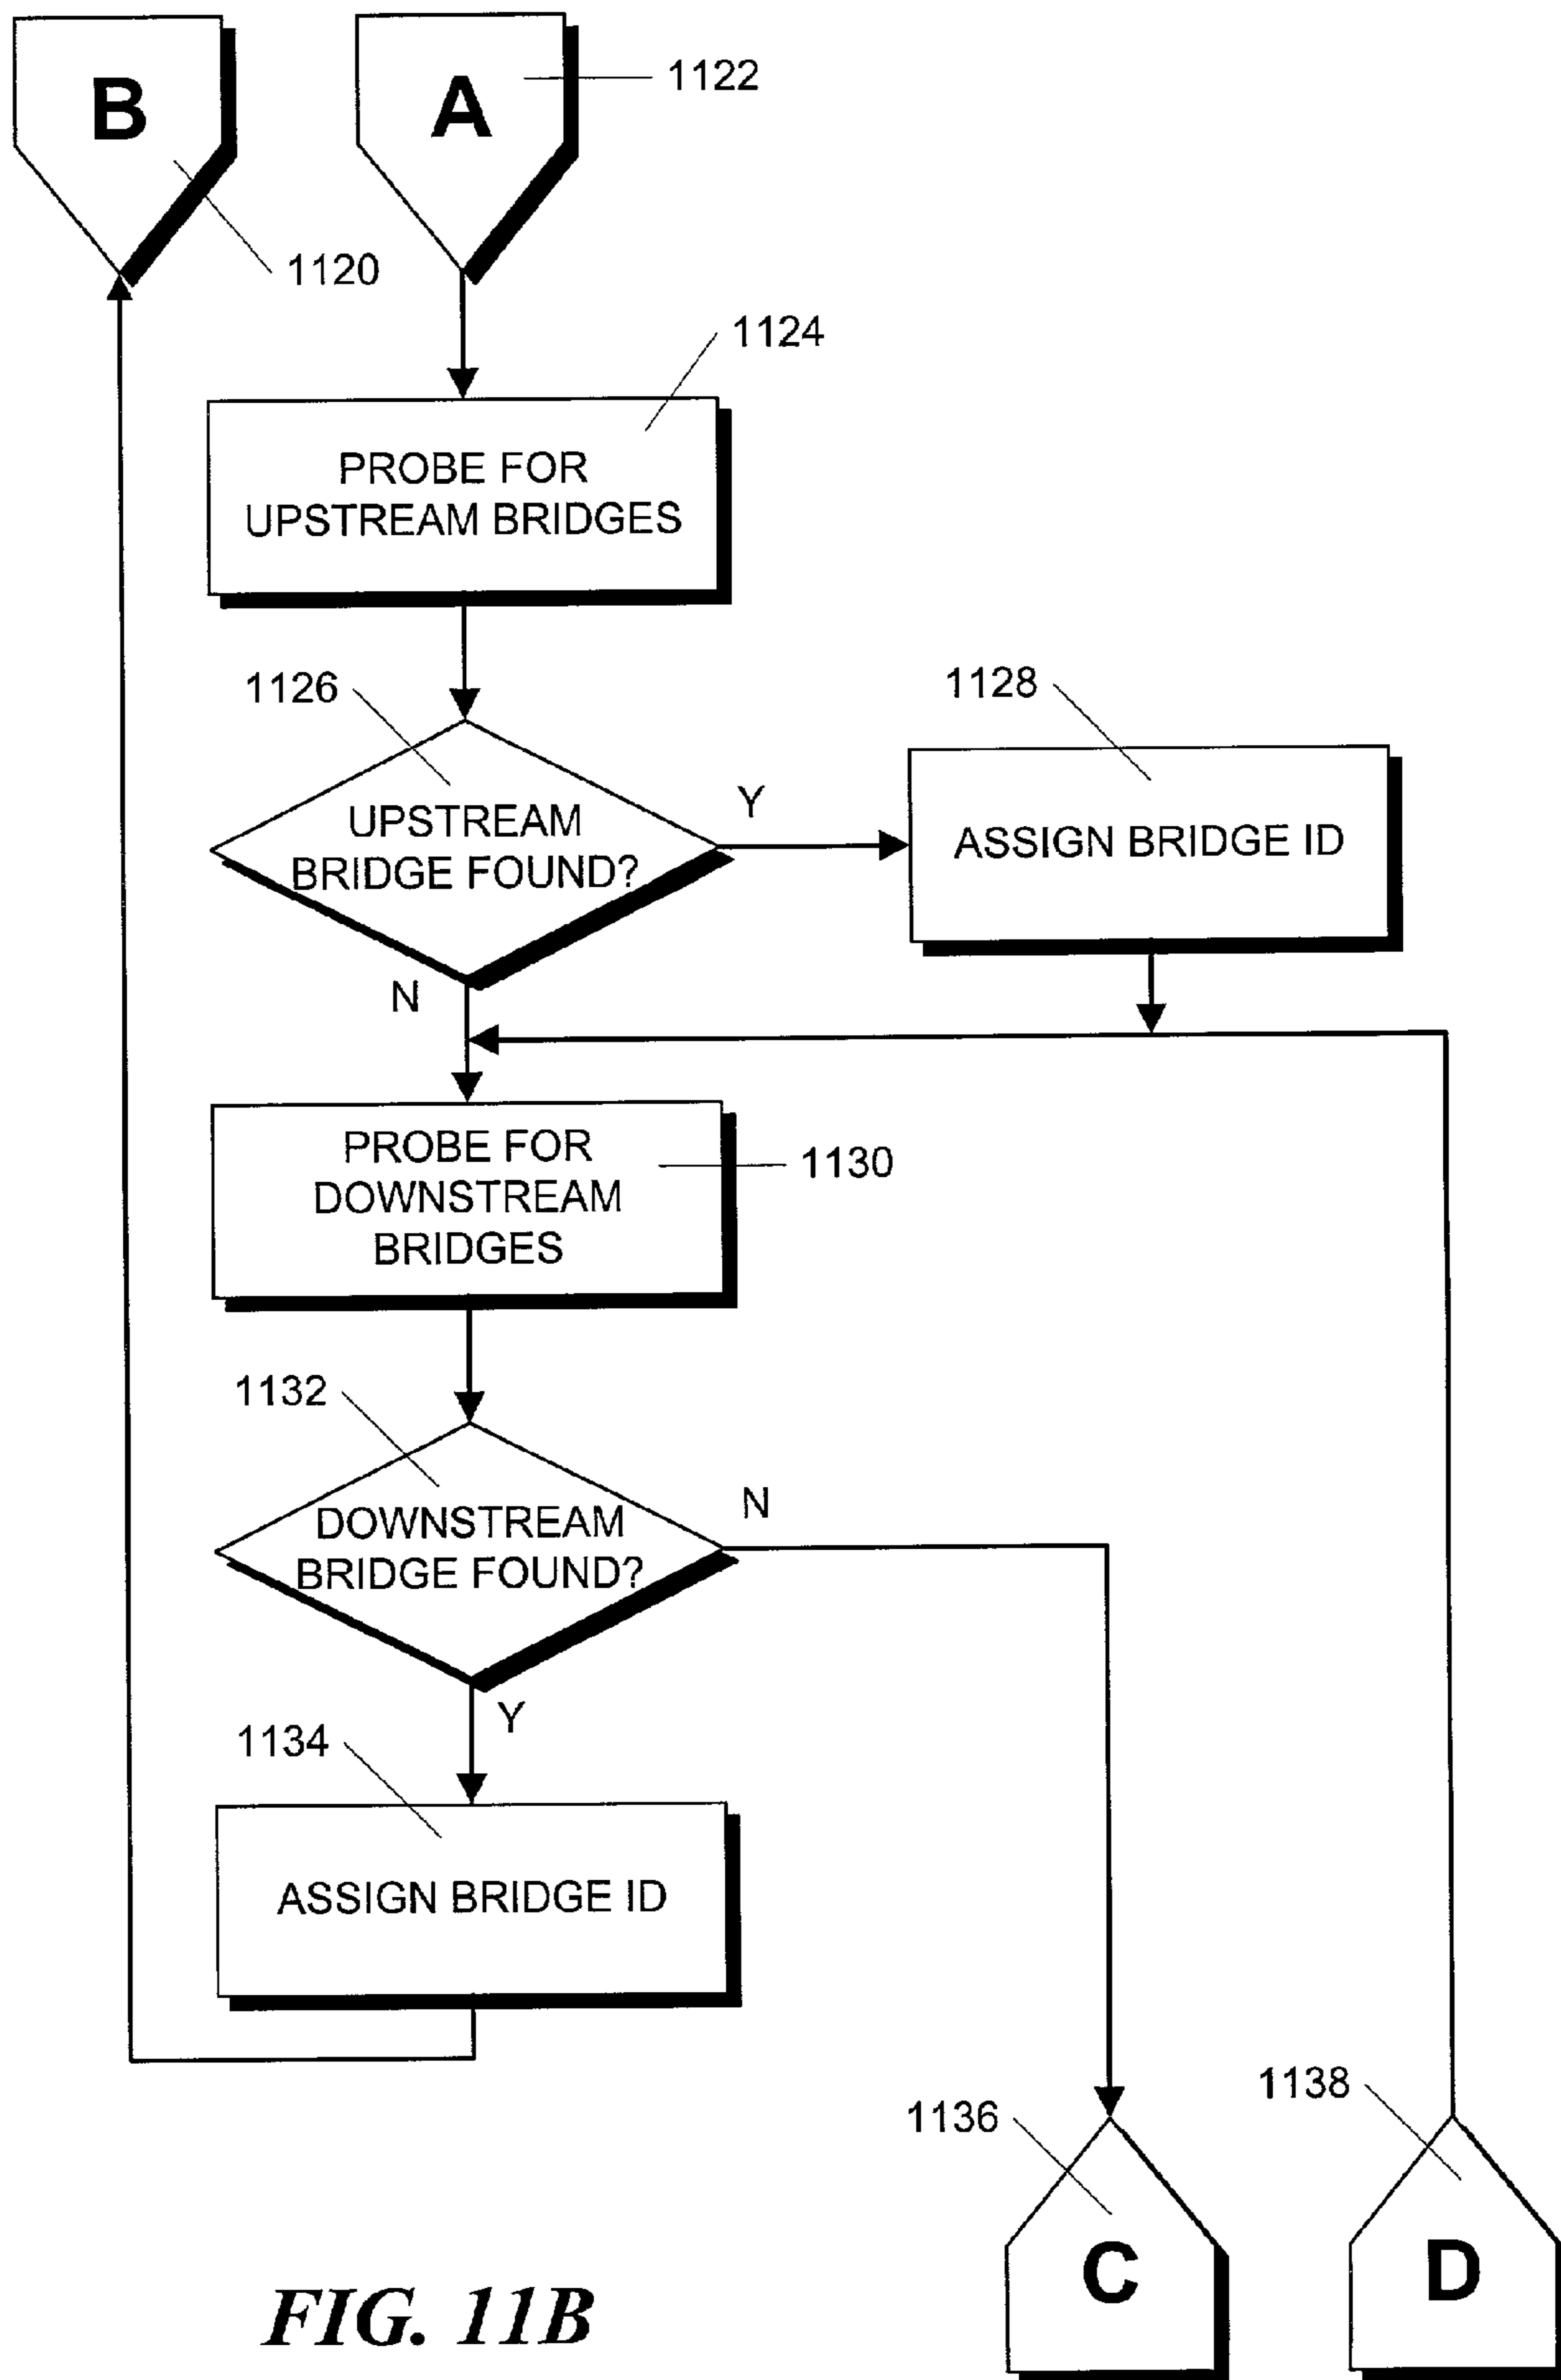 B
A
1122
1120
1124
PROBE FOR
UPSTREAM BRIDGES
1126
1128
UPSTREAM
BRIDGE FOUND?
Y
ASSIGN BRIDGE ID
N
PROBE FOR
DOWNSTREAM
BRIDGES
1130
1132
DOWNSTREAM
BRIDGE FOUND?
N
Y
1134
ASSIGN BRIDGE ID
1136
1138
C
D
FIG. 11B